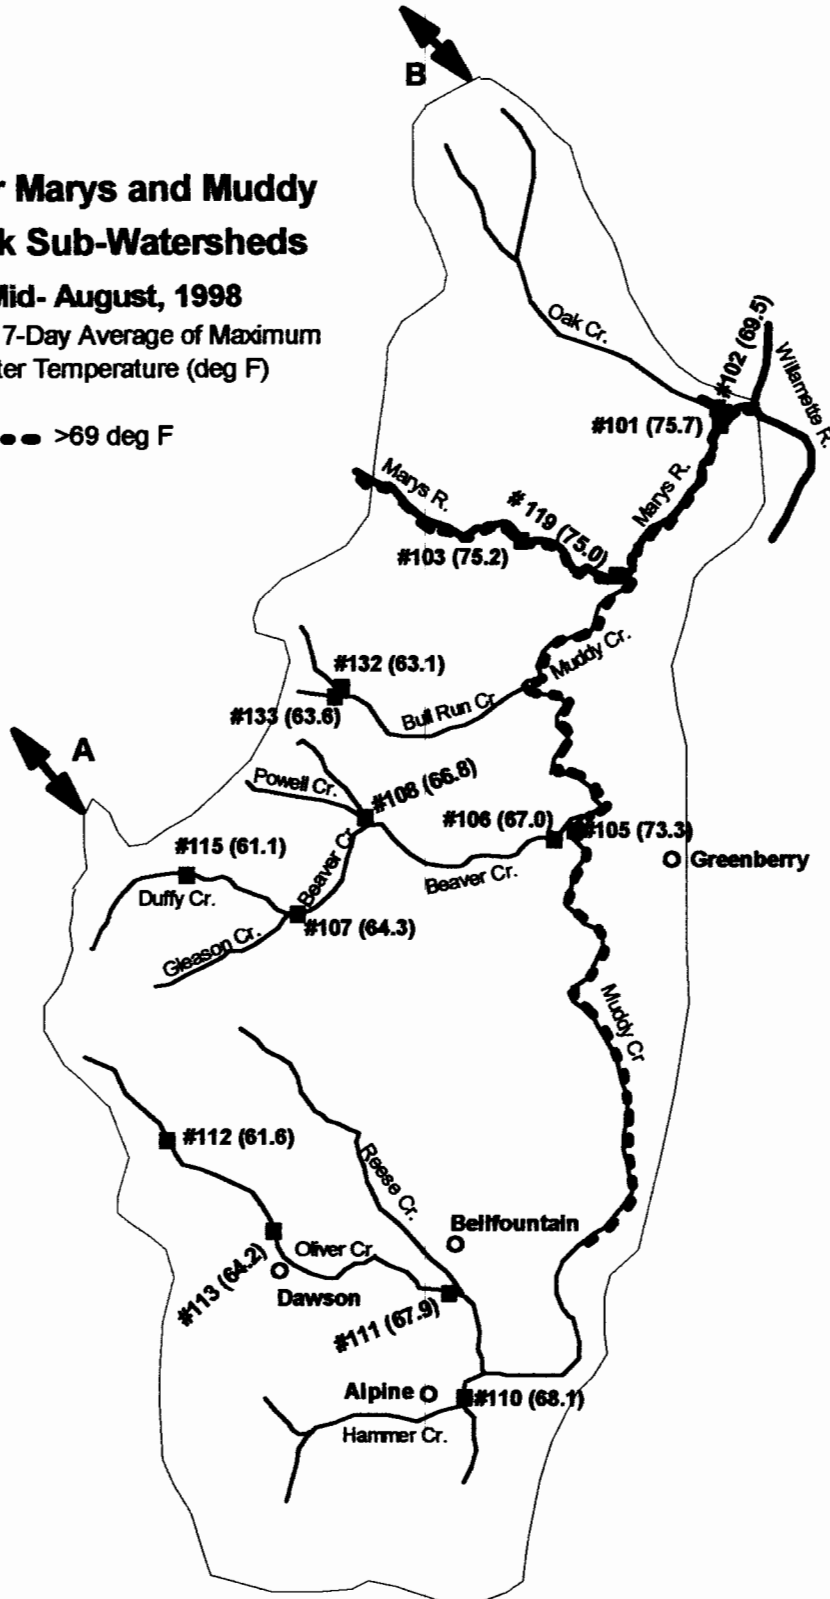 B
r Marys and Muddy
k Sub-Watersheds
Mid- August, 1998
7-Day Average of Maximum
ter Temperature (deg F)
>69 deg F
Oak Cr.
#102 (69.5)
Willamette R.
#101 (75.7)
Marys R.
Marys R.
# 119 (75.0)
#103 (75.2)
Muddy Cr.
#132 (63.1)
#133 (63.6)
Bull Run Cr
A
Powell Cr.
#108 (66.8)
#106 (67.0)
#105 (73.3)
Greenberry
#115 (61.1)
Beaver Cr.
Beaver Cr.
Duffy Cr.
#107 (64.3)
Gleason Cr.
Muddy Cr
#112 (61.6)
Reese Cr.
Bellfountain
Oliver Cr
#113 (64.2)
Dawson
#111 (67.9)
Alpine
#110 (68.1)
Hammer Cr.